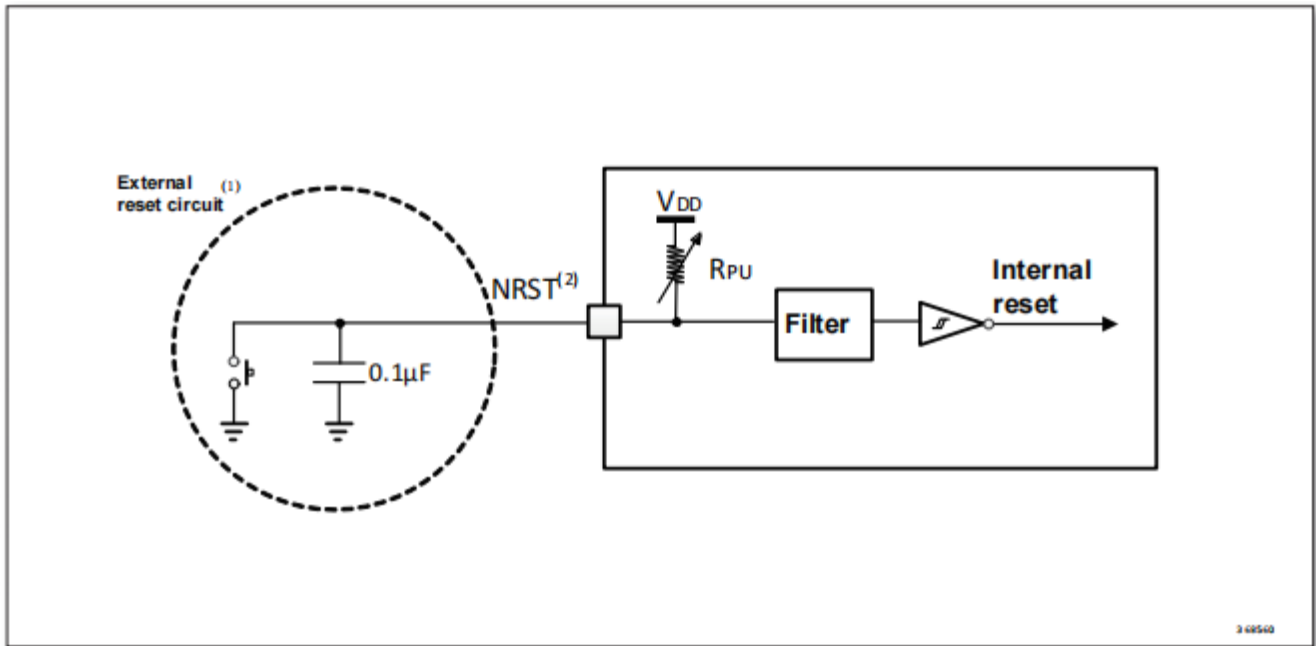 External (1)
reset circuit
VDD
RPU
NRST(2)
Internal
reset
Filter
0.1μF